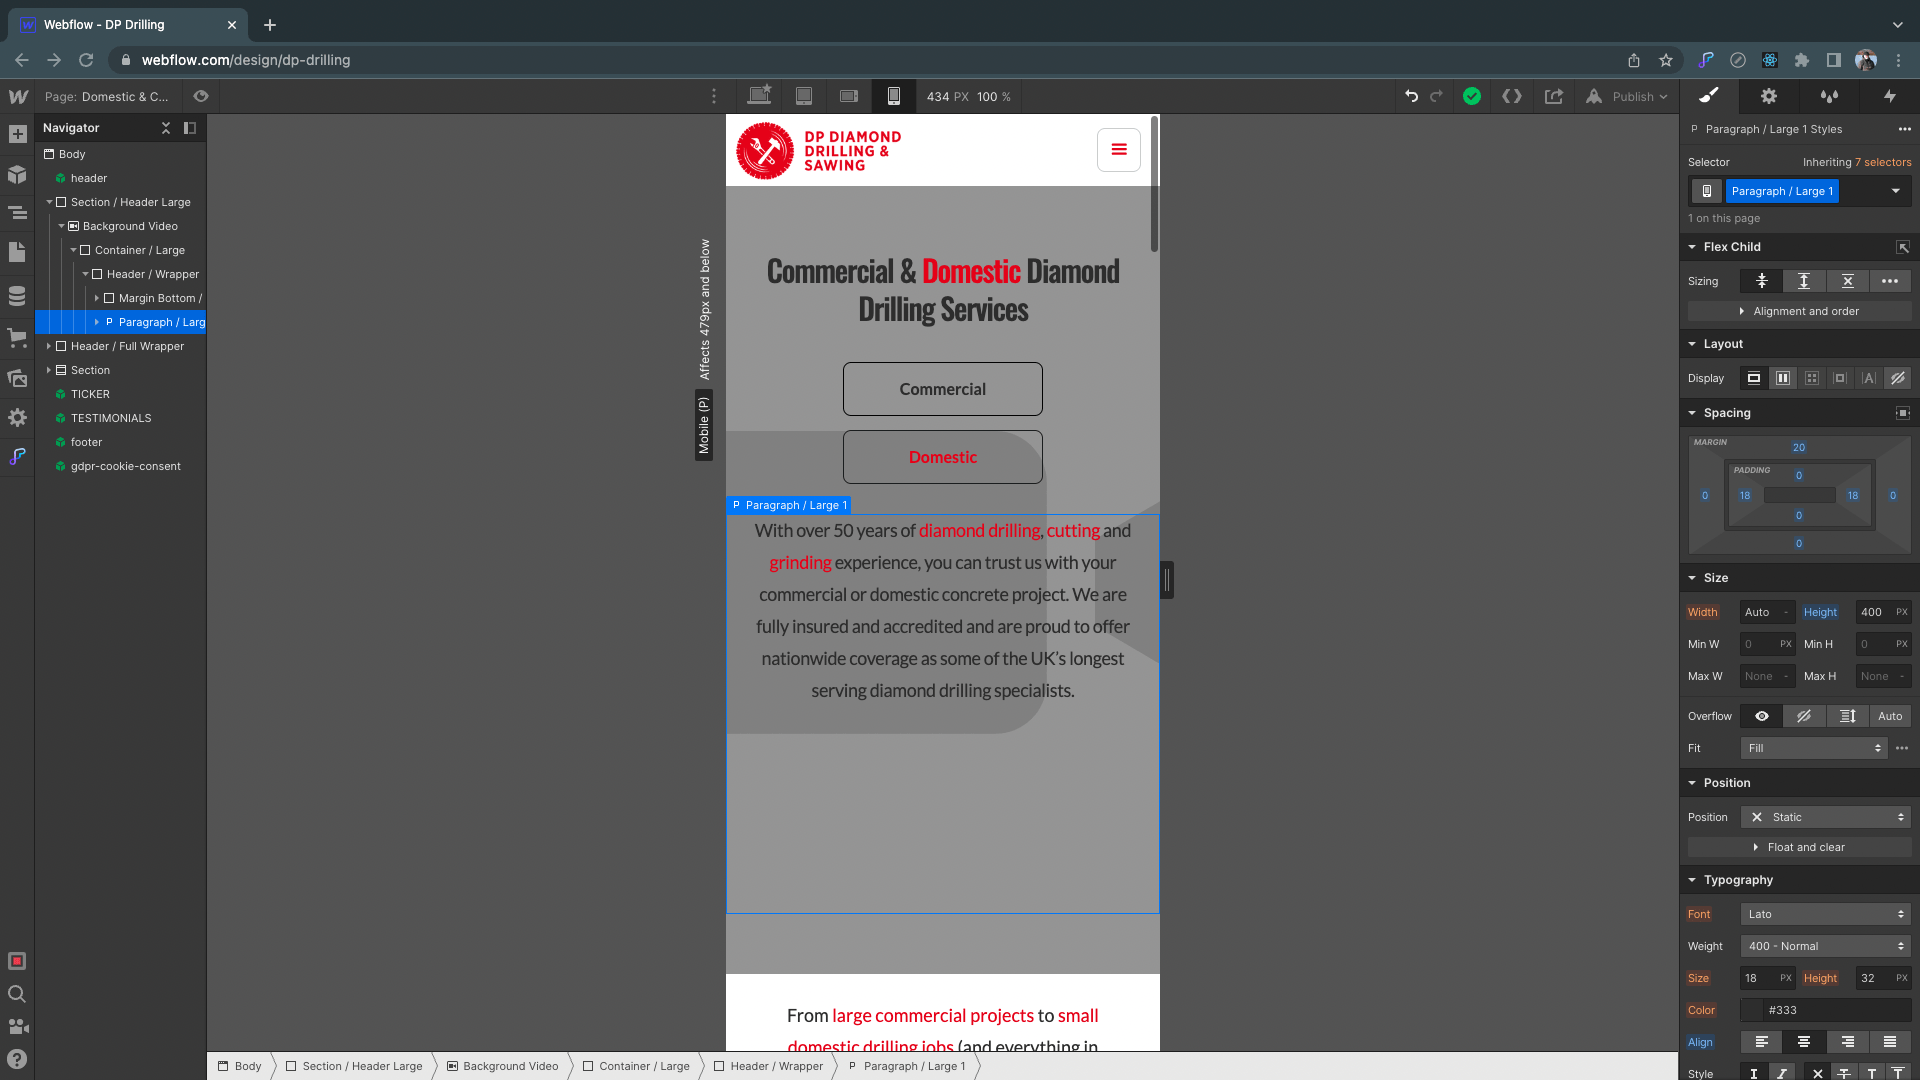 Webflow - DP Drilling
webflow.com/design/dp-drilling
Page: Domestic & C...
434 PX 100 %
Publish
Navigator
Body
header
Section / Header Large
Background Video
Container / Large
Header / Wrapper
Margin Bottom /
Paragraph / Larg
Header / Full Wrapper
Section
TICKER
TESTIMONIALS
footer
gdpr-cookie-consent
Affects 479px and below
Mobile (P)
DP DIAMOND
DRILLING &
SAWING
Commercial & Domestic Diamond
Drilling Services
Commercial
Domestic
P Paragraph / Large 1
With over 50 years of diamond drilling, cutting and
grinding experience, you can trust us with your
commercial or domestic concrete project. We are
fully insured and accredited and are proud to offer
nationwide coverage as some of the UK's longest
serving diamond drilling specialists.
From large commercial projects to small
domestic drilling jobs (and everything in
Body
Section / Header Large
Background Video
Container / Large
Header / Wrapper
P Paragraph / Large 1
P Paragraph / Large 1 Styles
Selector Inheriting 7 selectors
Paragraph / Large 1
1 on this page
Flex Child
Sizing
Alignment and order
Layout
Display
Spacing
MARGIN
20
PADDING
0
0 18 18 0
0
0
Size
Width Auto - Height 400 PX
Min W 0 PX Min H 0 PX
Max W None - Max H None -
Overflow Auto
Fit Fill
Position
Position Static
Float and clear
Typography
Font Lato
Weight 400 - Normal
Size 18 PX Height 32 PX
Color #333
Align
Style